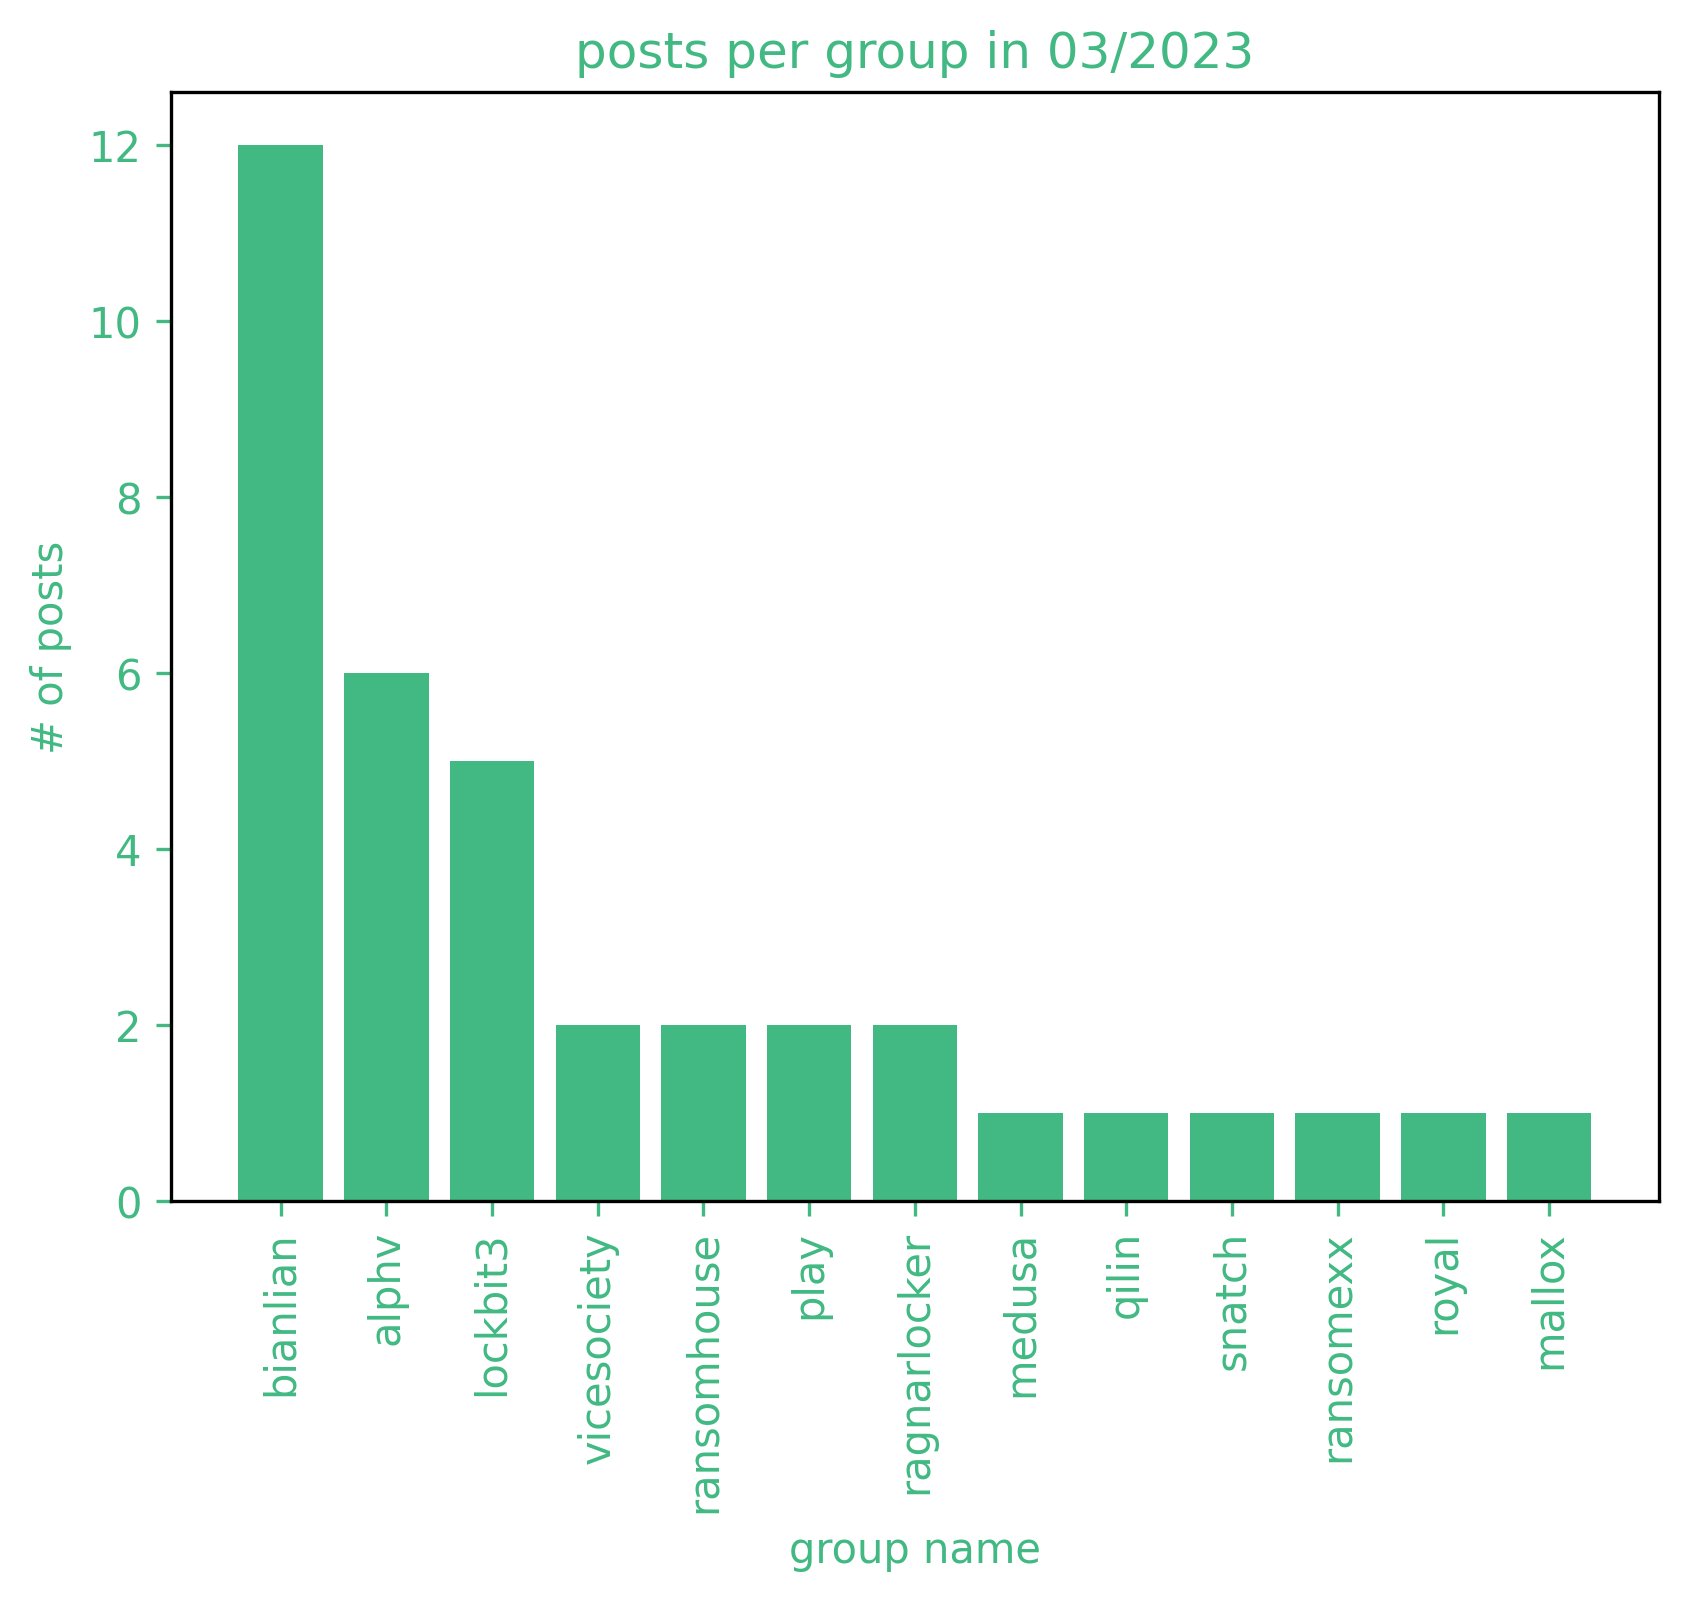 posts per group in 03/2023
12
10
8
6
4
2
0
# of posts
bianlian
alphv
lockbit3
vicesociety
ransomhouse
play
ragnarlocker
medusa
qilin
snatch
ransomexx
royal
mallox
group name